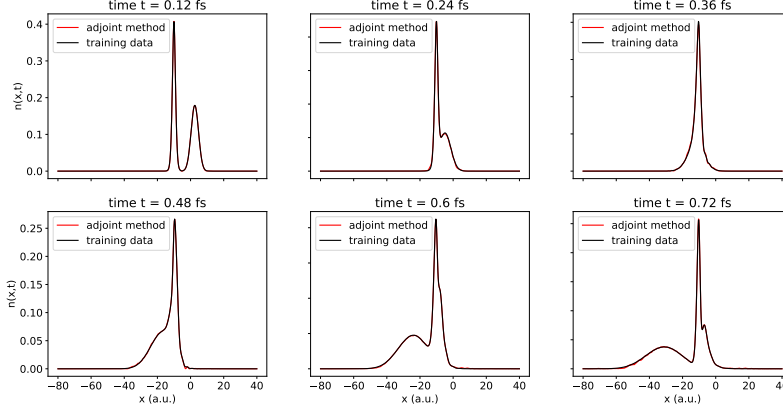 time t = 0.12 fs
time t = 0.24 fs
time t = 0.36 fs
adjoint method
training data
adjoint method
training data
adjoint method
training data
n(x,t)
0.4
0.3
0.2
0.1
0.0
time t = 0.48 fs
time t = 0.6 fs
time t = 0.72 fs
adjoint method
training data
adjoint method
training data
adjoint method
training data
n(x,t)
0.25
0.20
0.15
0.10
0.05
0.00
−80 −60 −40 −20 0 20 40
−80 −60 −40 −20 0 20 40
−80 −60 −40 −20 0 20 40
x (a.u.)
x (a.u.)
x (a.u.)